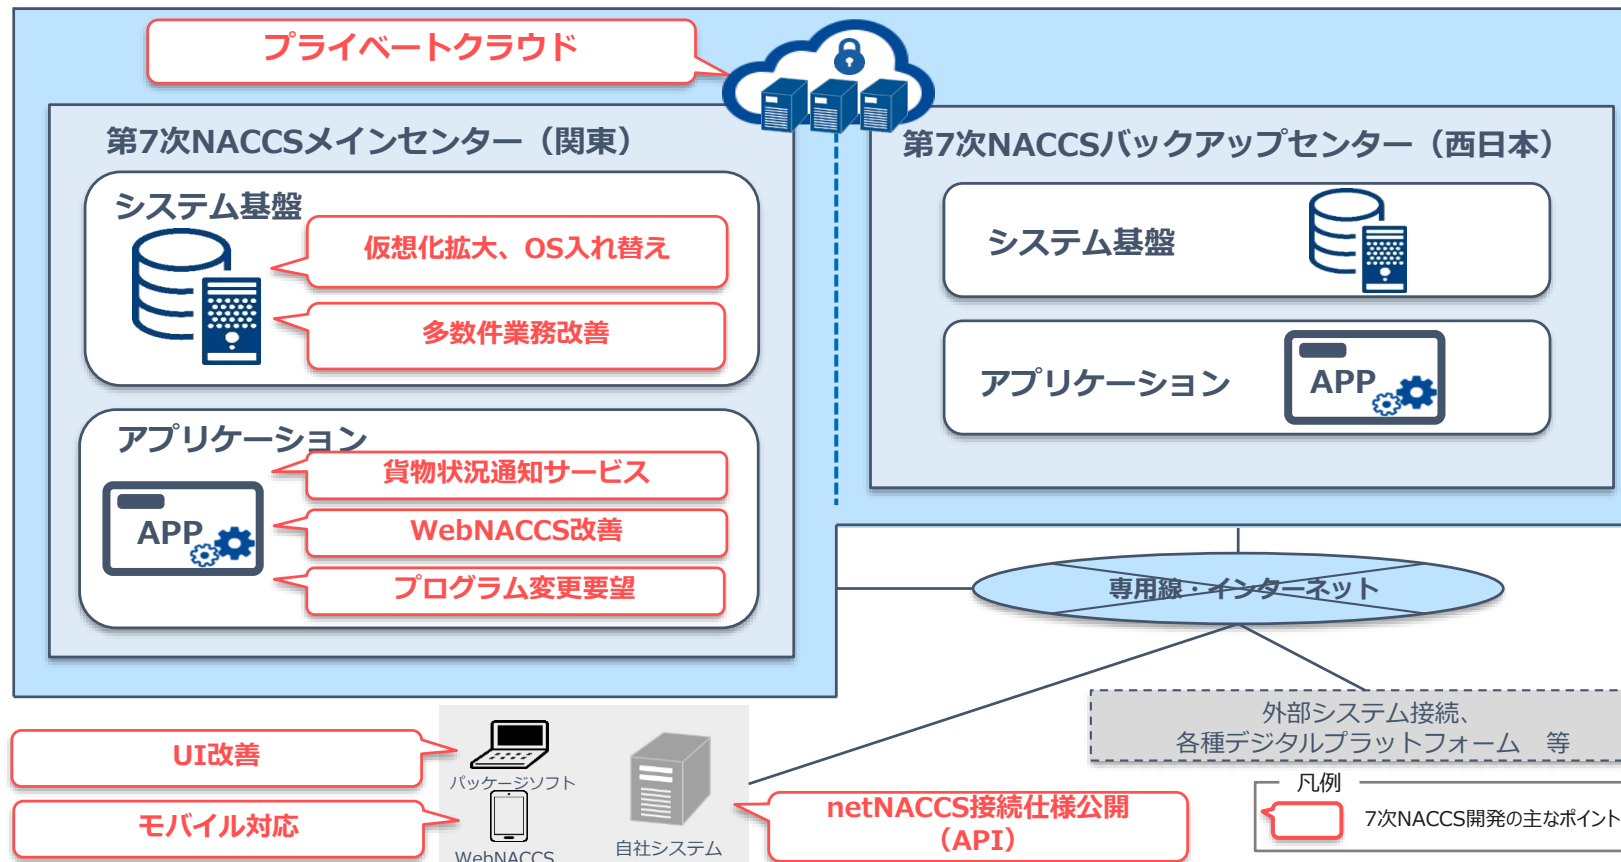 プライベートクラウド
第7次NACCSメインセンター（関東）
システム基盤
仮想化拡大、OS入れ替え
多数件業務改善
アプリケーション
APP
貨物状況通知サービス
WebNACCS改善
プログラム変更要望
第7次NACCSバックアップセンター（西日本）
システム基盤
アプリケーション
APP
専用線・インターネット
外部システム接続、
各種デジタルプラットフォーム　等
UI改善
モバイル対応
パッケージソフト
WebNACCS
自社システム
netNACCS接続仕様公開
（API）
凡例
7次NACCS開発の主なポイント